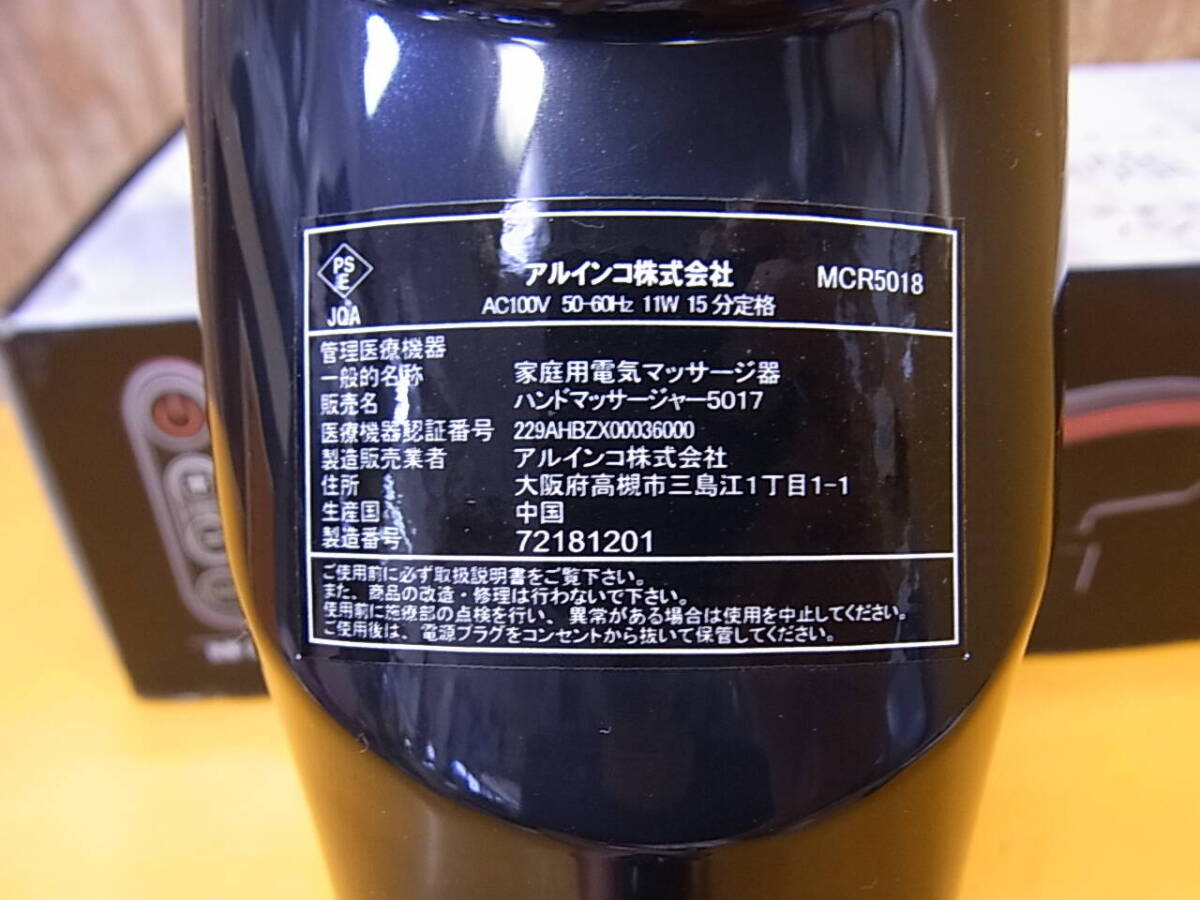 PS
E
JQA
アルインコ株式会社 MCR5018
AC100V 50-60Hz 11W 15分定格
管理医療機器
一般的名称 家庭用電気マッサージ器
販売名 ハンドマッサージャー5017
医療機器認証番号 229AHBZX00036000
製造販売業者 アルインコ株式会社
住所 大阪府高槻市三島江1丁目1-1
生産国 中国
製造番号 72181201
ご使用前に必ず取扱説明書をご覧下さい。
また、商品の改造・修理は行わないで下さい。
使用前に施療部の点検を行い、異常がある場合は使用を中止してください。
ご使用後は、電源プラグをコンセントから抜いて保管してください。